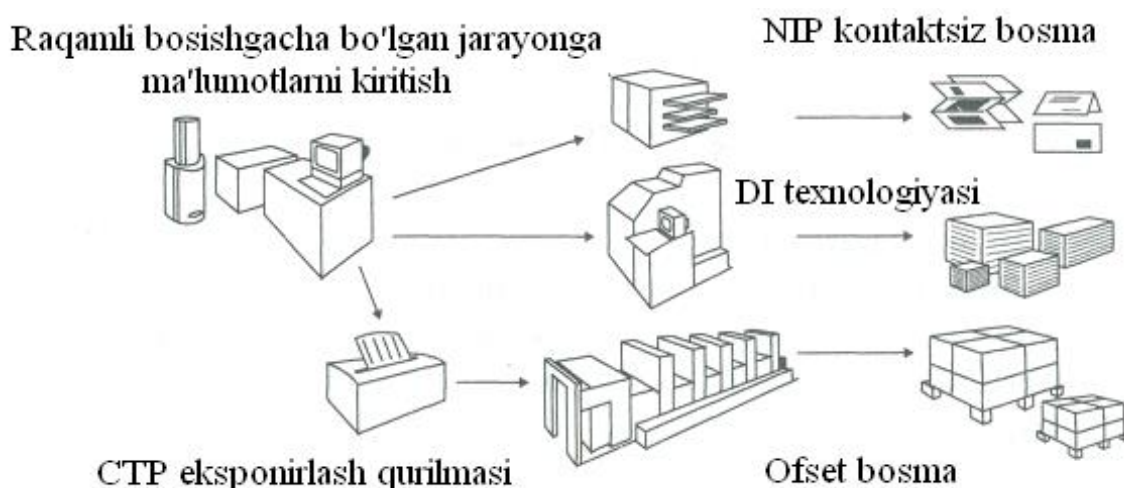 Raqamli bosishgacha bo'lgan jarayonga
ma'lumotlarni kiritish
NIP kontaktsiz bosma
DI texnologiyasi
CTP eksponirlash qurilmasi
Ofset bosma